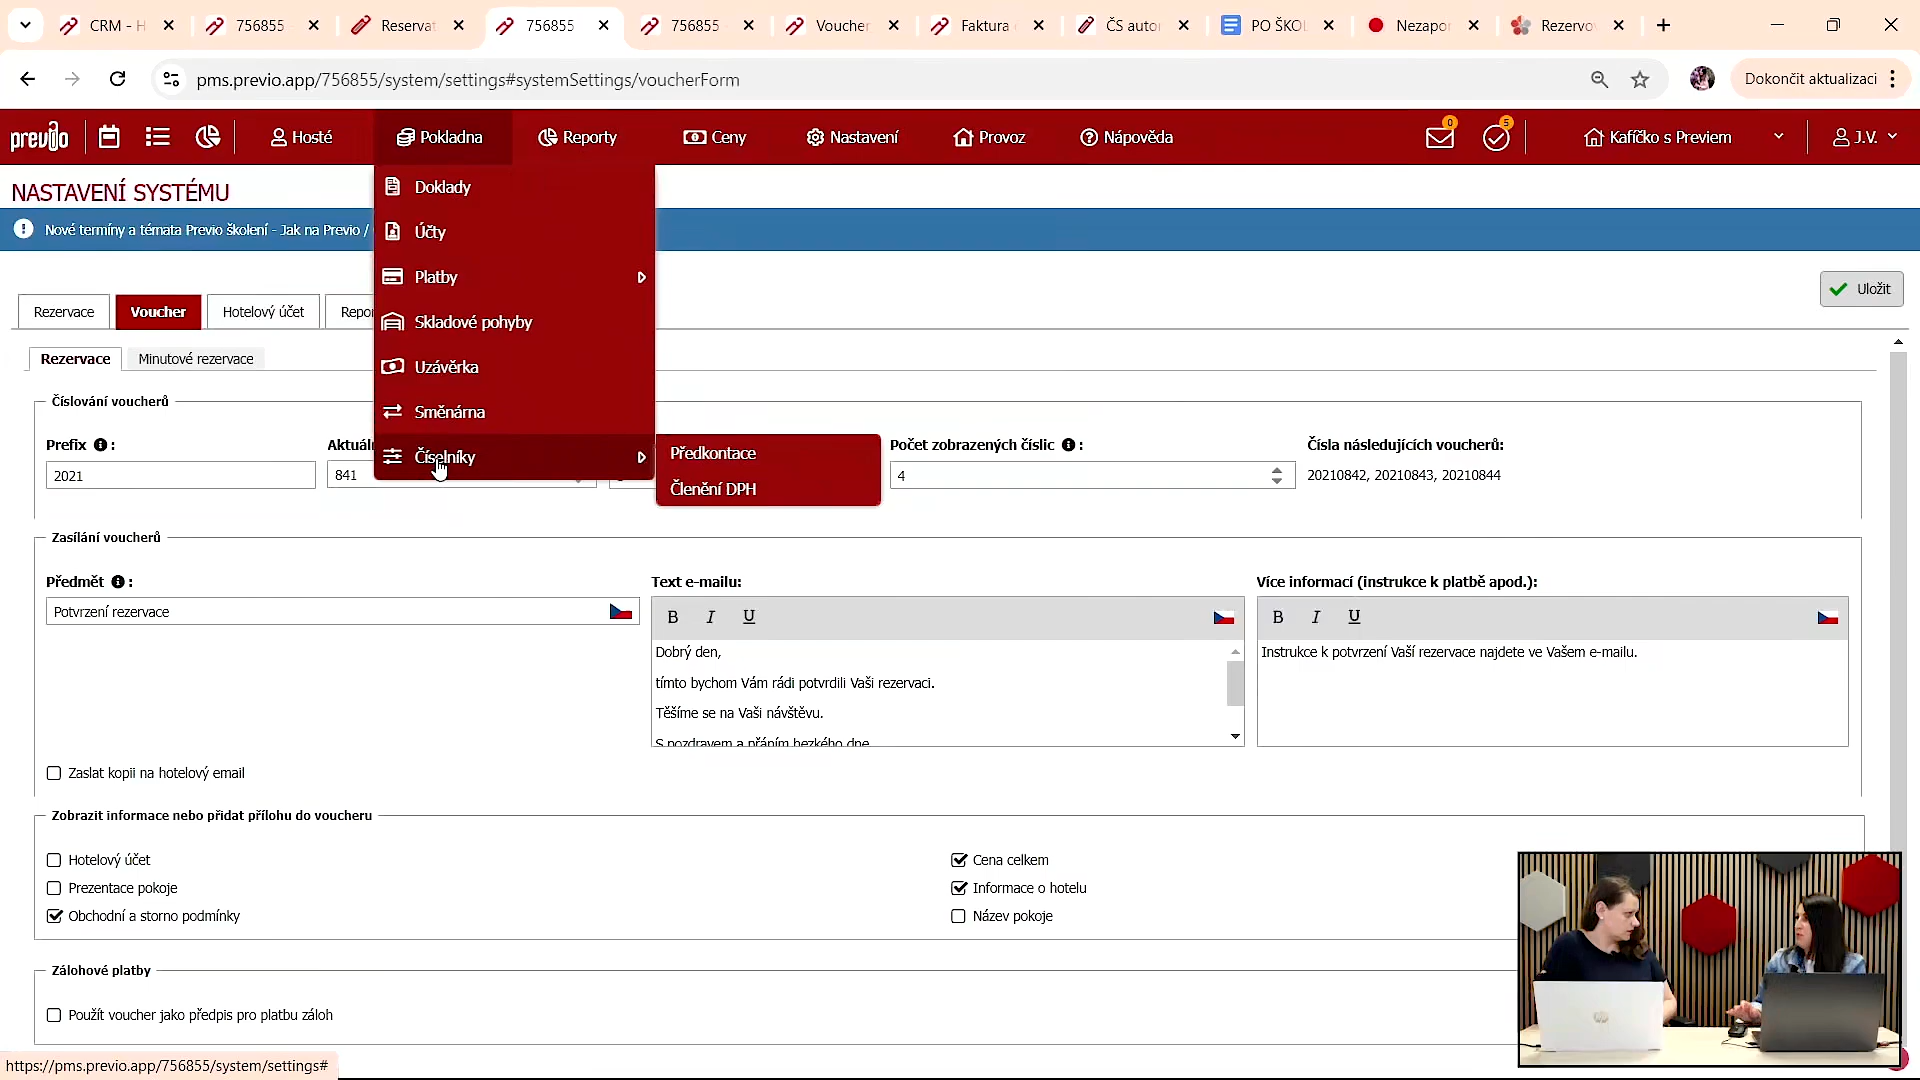 CRM - H
756855
Reservat
756855
756855
Voucher
Faktura
ČS autor
PO ŠKOL
Nezapor
Rezervo
pms.previo.app/756855/system/settings#systemSettings/voucherForm
Dokončit aktualizaci
previo
Hosté
Pokladna
Reporty
Ceny
Nastavení
Provoz
Nápověda
0
5
Kafíčko s Previem
J.V.
NASTAVENÍ SYSTÉMU
Nové termíny a témata Previo školení - Jak na Previo /
Doklady
Účty
Platby
Skladové pohyby
Uzávěrka
Směnárna
Číselníky
Předkontace
Členění DPH
Uložit
Rezervace
Voucher
Hotelový účet
Repor
Rezervace
Minutové rezervace
Číslování voucherů
Prefix :
2021
Aktuáln
841
Počet zobrazených číslic :
4
Čísla následujících voucherů:
20210842, 20210843, 20210844
Zasílání voucherů
Předmět :
Potvrzení rezervace
Text e-mailu:
B I U
Dobrý den,
tímto bychom Vám rádi potvrdili Vaši rezervaci.
Těšíme se na Vaši návštěvu.
S pozdravem a přáním hezkého dne
Více informací (instrukce k platbě apod.):
B I U
Instrukce k potvrzení Vaší rezervace najdete ve Vašem e-mailu.
Zaslat kopii na hotelový email
Zobrazit informace nebo přidat přílohu do voucheru
Hotelový účet
Cena celkem
Prezentace pokoje
Informace o hotelu
Obchodní a storno podmínky
Název pokoje
Zálohové platby
Použít voucher jako předpis pro platbu záloh
https://pms.previo.app/756855/system/settings#